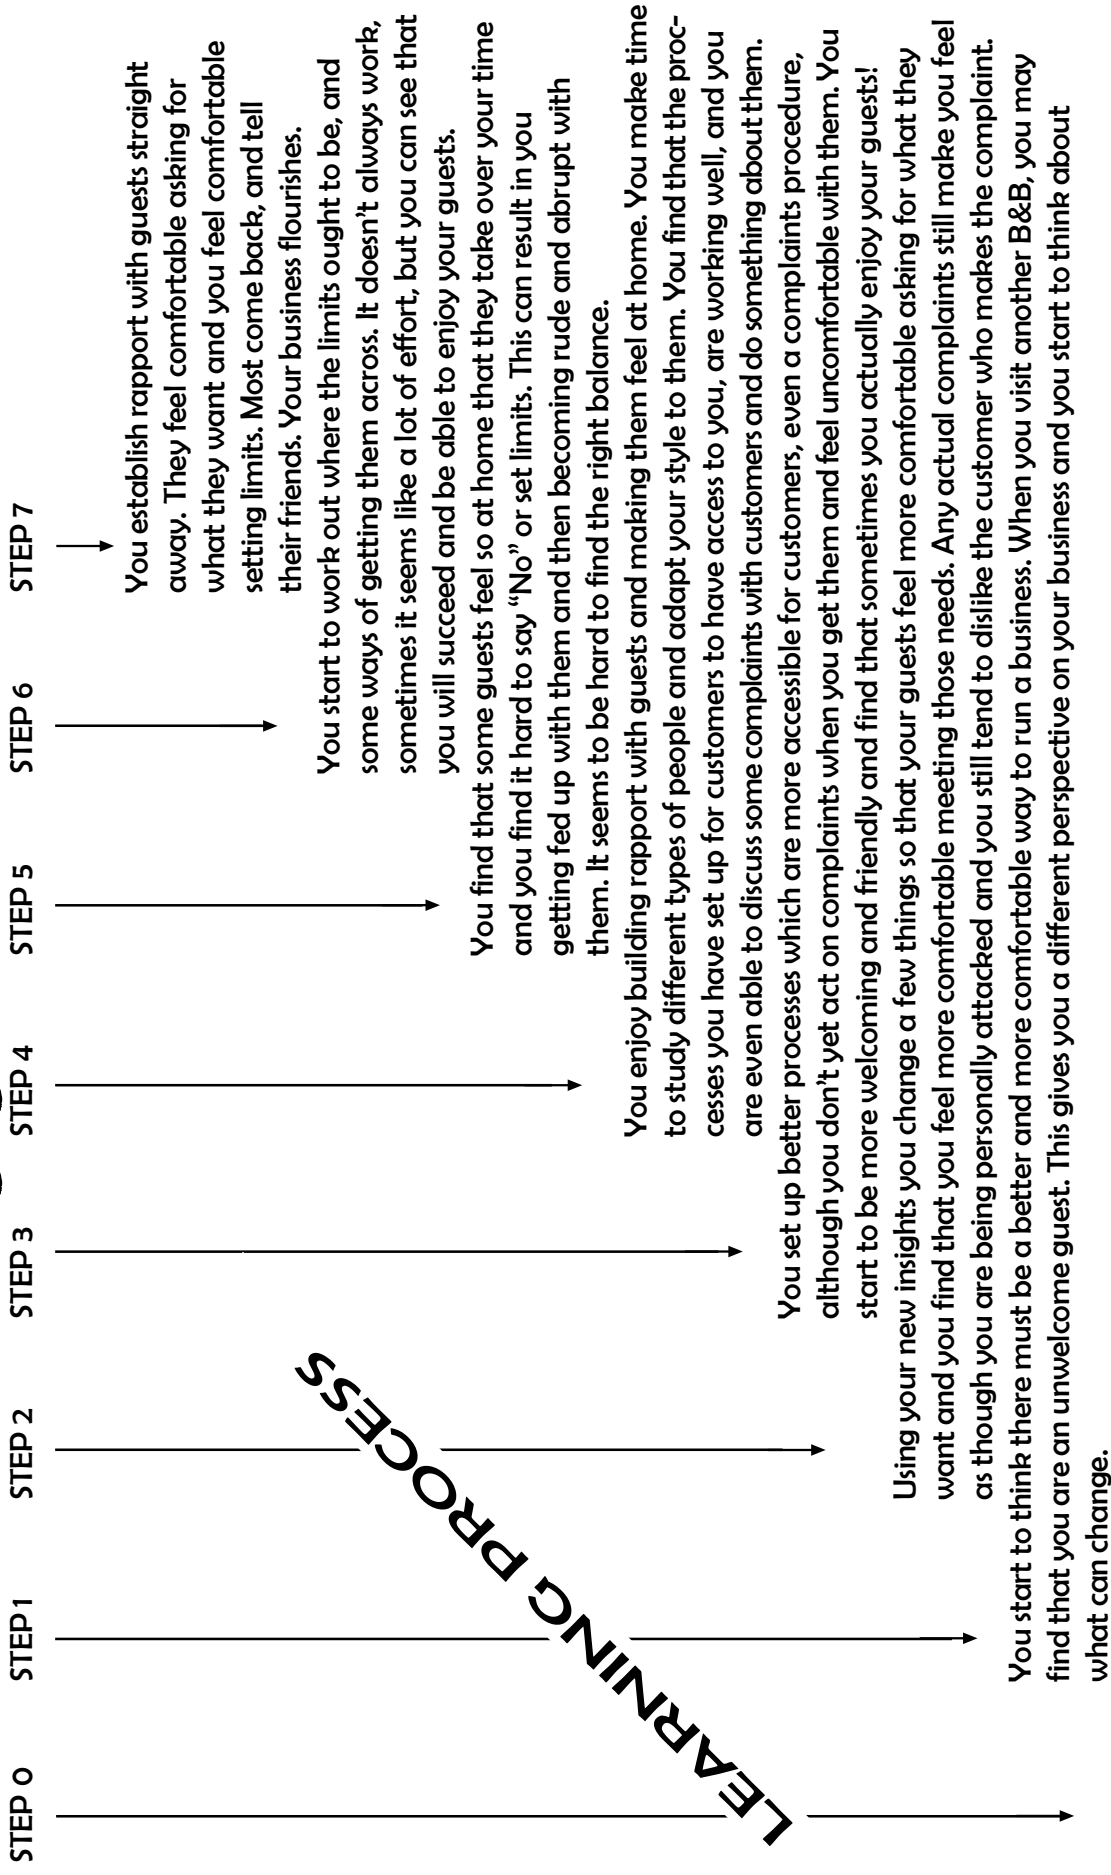 STEP 0
STEP1
STEP 2
STEP 3
STEP 4
STEP 5
STEP 6
STEP 7
LEARNING PROCESS
You establish rapport with guests straight
away. They feel comfortable asking for
what they want and you feel comfortable
setting limits. Most come back, and tell
their friends. Your business flourishes.
You start to work out where the limits ought to be, and
some ways of getting them across. It doesn't always work,
sometimes it seems like a lot of effort, but you can see that
you will succeed and be able to enjoy your guests.
You find that some guests feel so at home that they take over your time
and you find it hard to say “No” or set limits. This can result in you
getting fed up with them and then becoming rude and abrupt with
them. It seems to be hard to find the right balance.
You enjoy building rapport with guests and making them feel at home. You make time
to study different types of people and adapt your style to them. You find that the proc-
cesses you have set up for customers to have access to you, are working well, and you
are even able to discuss some complaints with customers and do something about them.
You set up better processes which are more accessible for customers, even a complaints procedure,
although you don't yet act on complaints when you get them and feel uncomfortable with them. You
start to be more welcoming and friendly and find that sometimes you actually enjoy your guests!
Using your new insights you change a few things so that your guests feel more comfortable asking for what they
want and you find that you feel more comfortable meeting those needs. Any actual complaints still make you feel
as though you are being personally attacked and you still tend to dislike the customer who makes the complaint.
You start to think there must be a better and more comfortable way to run a business. When you visit another B&B, you may
find that you are an unwelcome guest. This gives you a different perspective on your business and you start to think about
what can change.